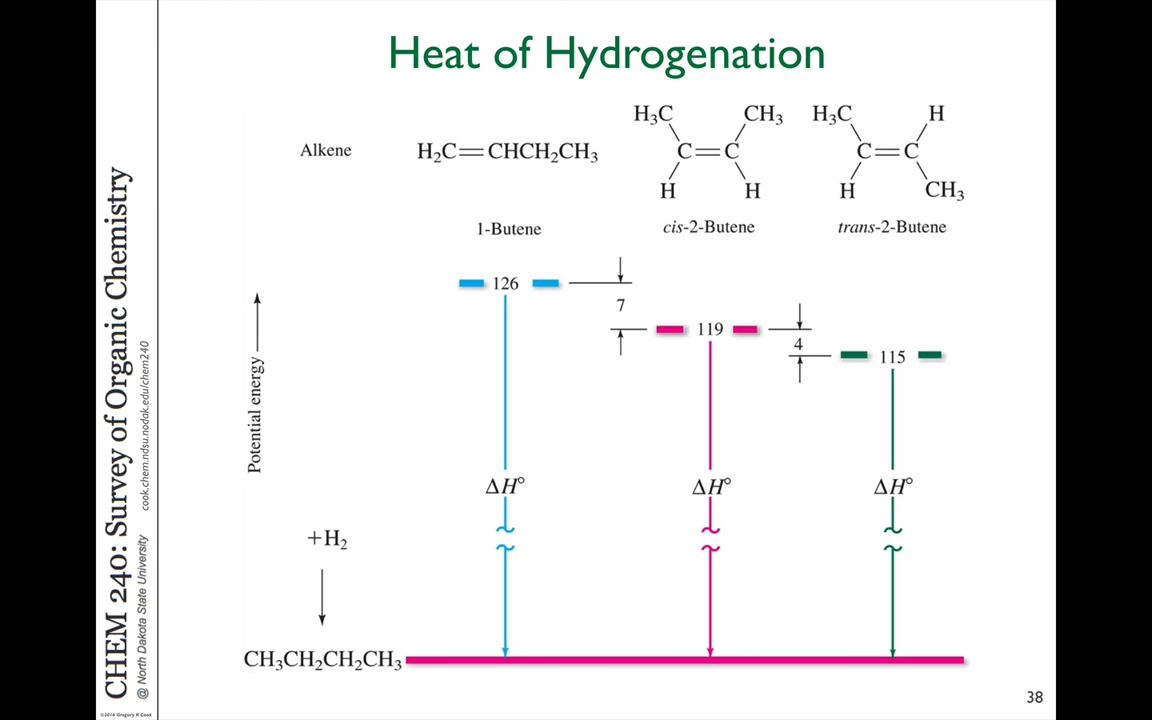 Heat of Hydrogenation
CHEM 240: Survey of Organic Chemistry
@ North Dakota State University
cook.chem.ndsu.nodak.edu/chem240
©2016 Gregory R Cook
Alkene
H₂C=CHCH₂CH₃
1-Butene
H₃C CH₃
C=C
H H
cis-2-Butene
H₃C H
C=C
H CH₃
trans-2-Butene
Potential energy
126
7
119
4
115
ΔH° ΔH° ΔH°
+H₂
CH₃CH₂CH₂CH₃
38